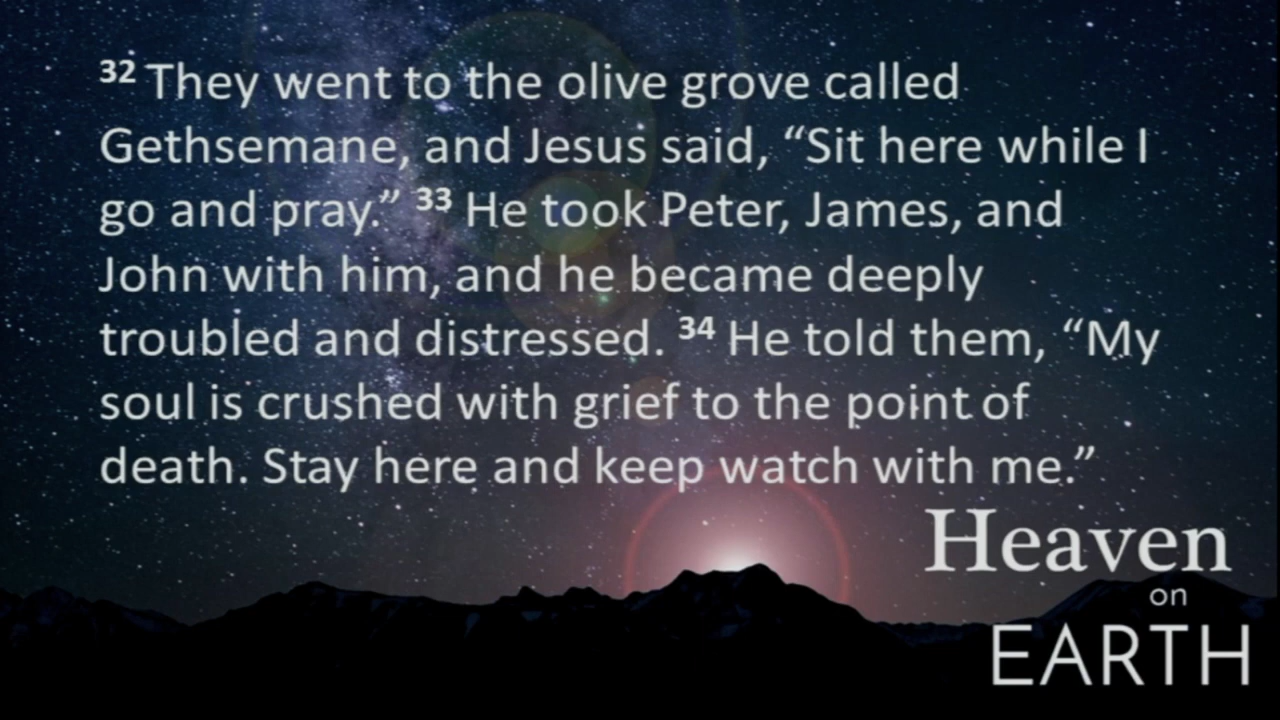 32 They went to the olive grove called
Gethsemane, and Jesus said, “Sit here while I
go and pray.” 33 He took Peter, James, and
John with him, and he became deeply
troubled and distressed. 34 He told them, “My
soul is crushed with grief to the point of
death. Stay here and keep watch with me.”
Heaven
on
EARTH